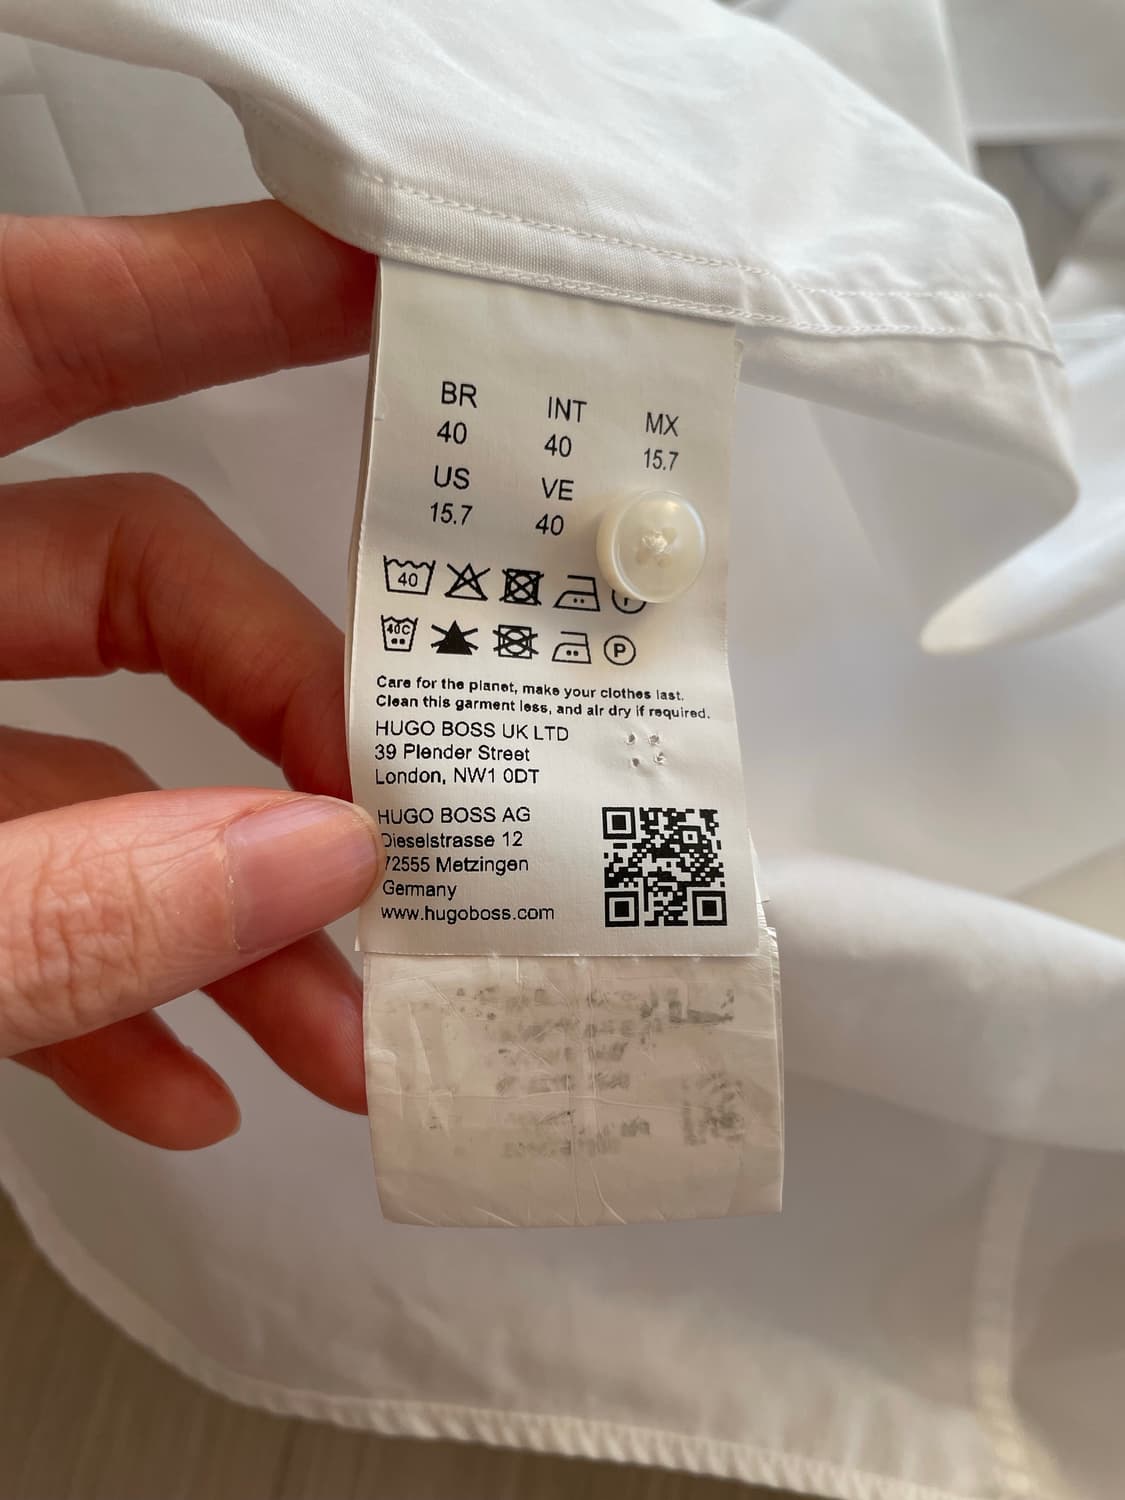 BR INT MX
40 40 15.7
US VE
15.7 40
40
40C
P
Care for the planet, make your clothes last.
Clean this garment less, and air dry if required.
HUGO BOSS UK LTD
39 Plender Street
London, NW1 0DT
HUGO BOSS AG
Dieselstrasse 12
72555 Metzingen
Germany
www.hugoboss.com